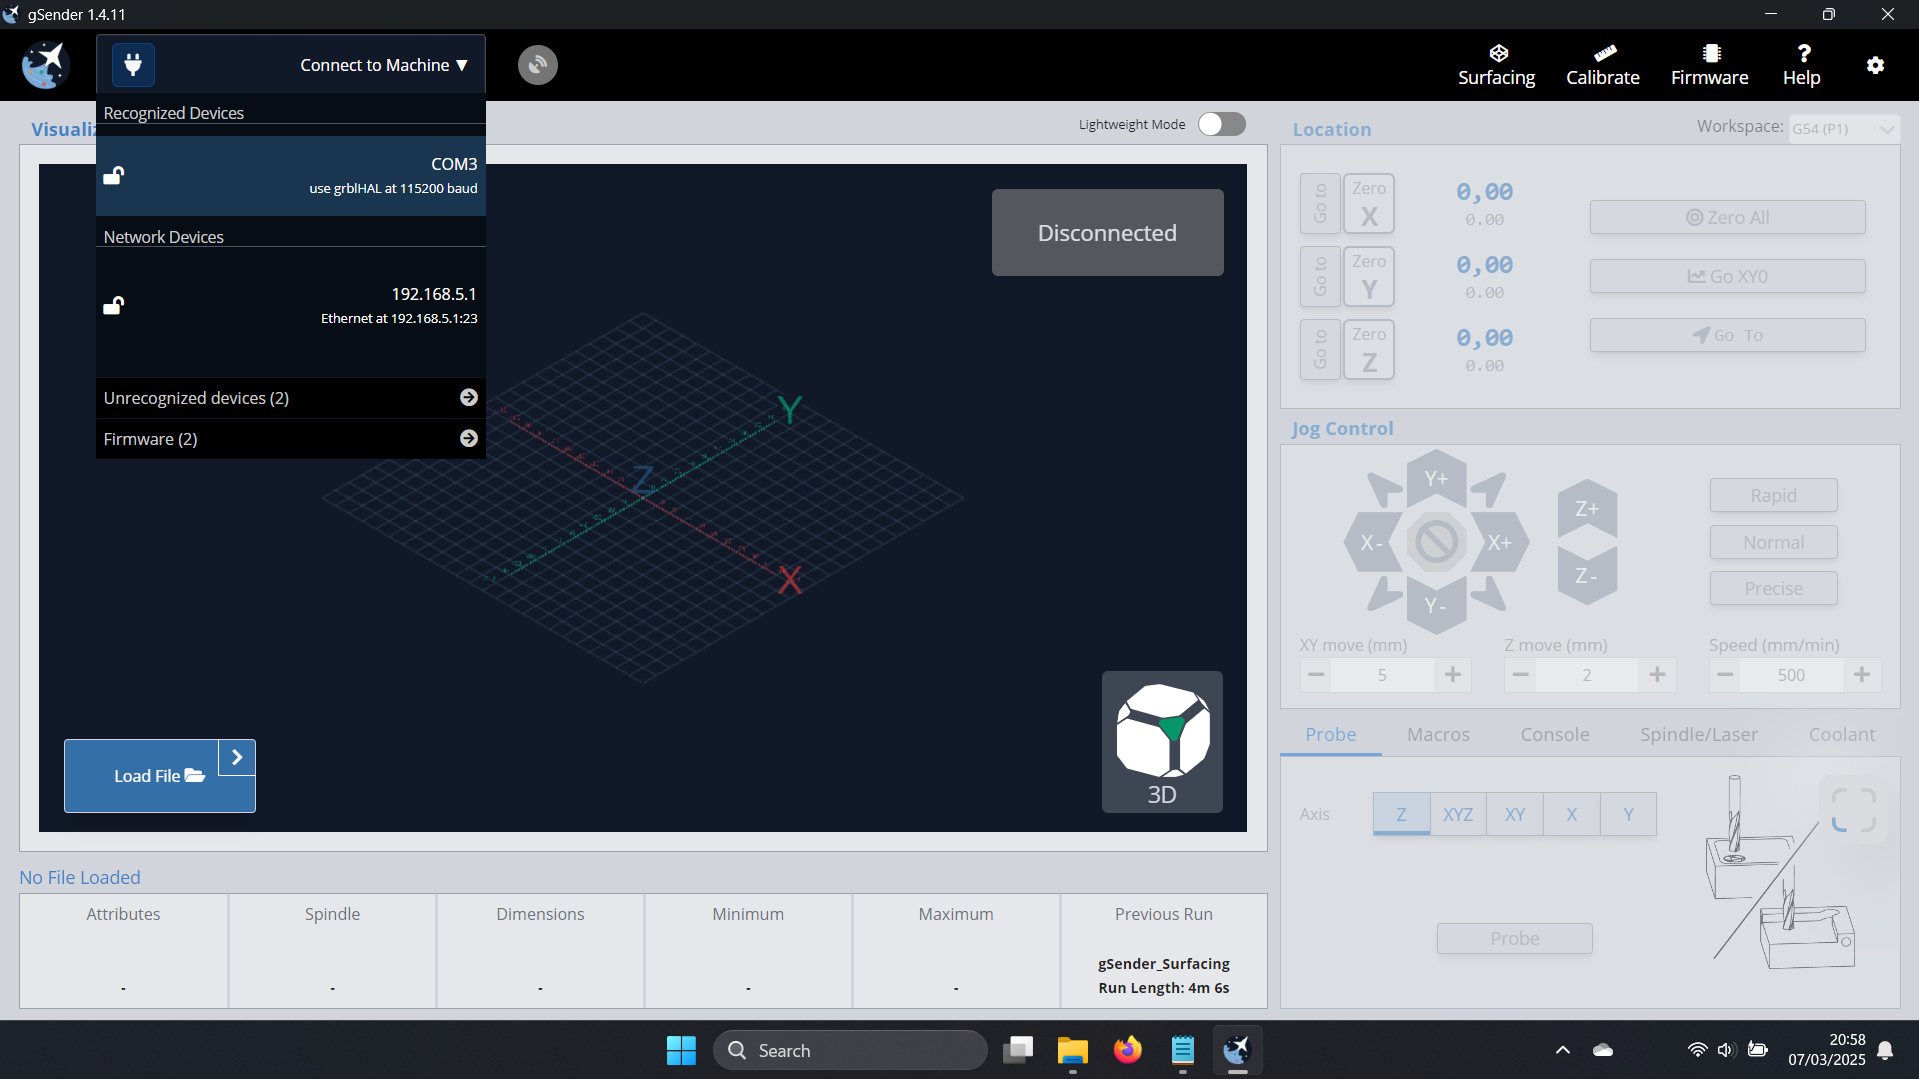 gSender 1.4.11
Connect to Machine ▼
Surfacing
Calibrate
Firmware
Help
Recognized Devices
COM3
use grblHAL at 115200 baud
Network Devices
192.168.5.1
Ethernet at 192.168.5.1:23
Unrecognized devices (2)
Firmware (2)
Visuali
Lightweight Mode
Disconnected
Y
Z
X
3D
Load File
Location
Workspace:
G54 (P1)
Go to
Zero
X
0,00
0.00
Go to
Zero
Y
0,00
0.00
Go to
Zero
Z
0,00
0.00
Zero All
Go XY0
Go To
Jog Control
Y+
X-
X+
Y-
Z+
Z-
Rapid
Normal
Precise
XY move (mm)
Z move (mm)
Speed (mm/min)
5
2
500
Probe
Macros
Console
Spindle/Laser
Coolant
Axis
Z
XYZ
XY
X
Y
Probe
No File Loaded
Attributes
Spindle
Dimensions
Minimum
Maximum
Previous Run
-
-
-
-
-
gSender_Surfacing
Run Length: 4m 6s
Search
20:58
07/03/2025